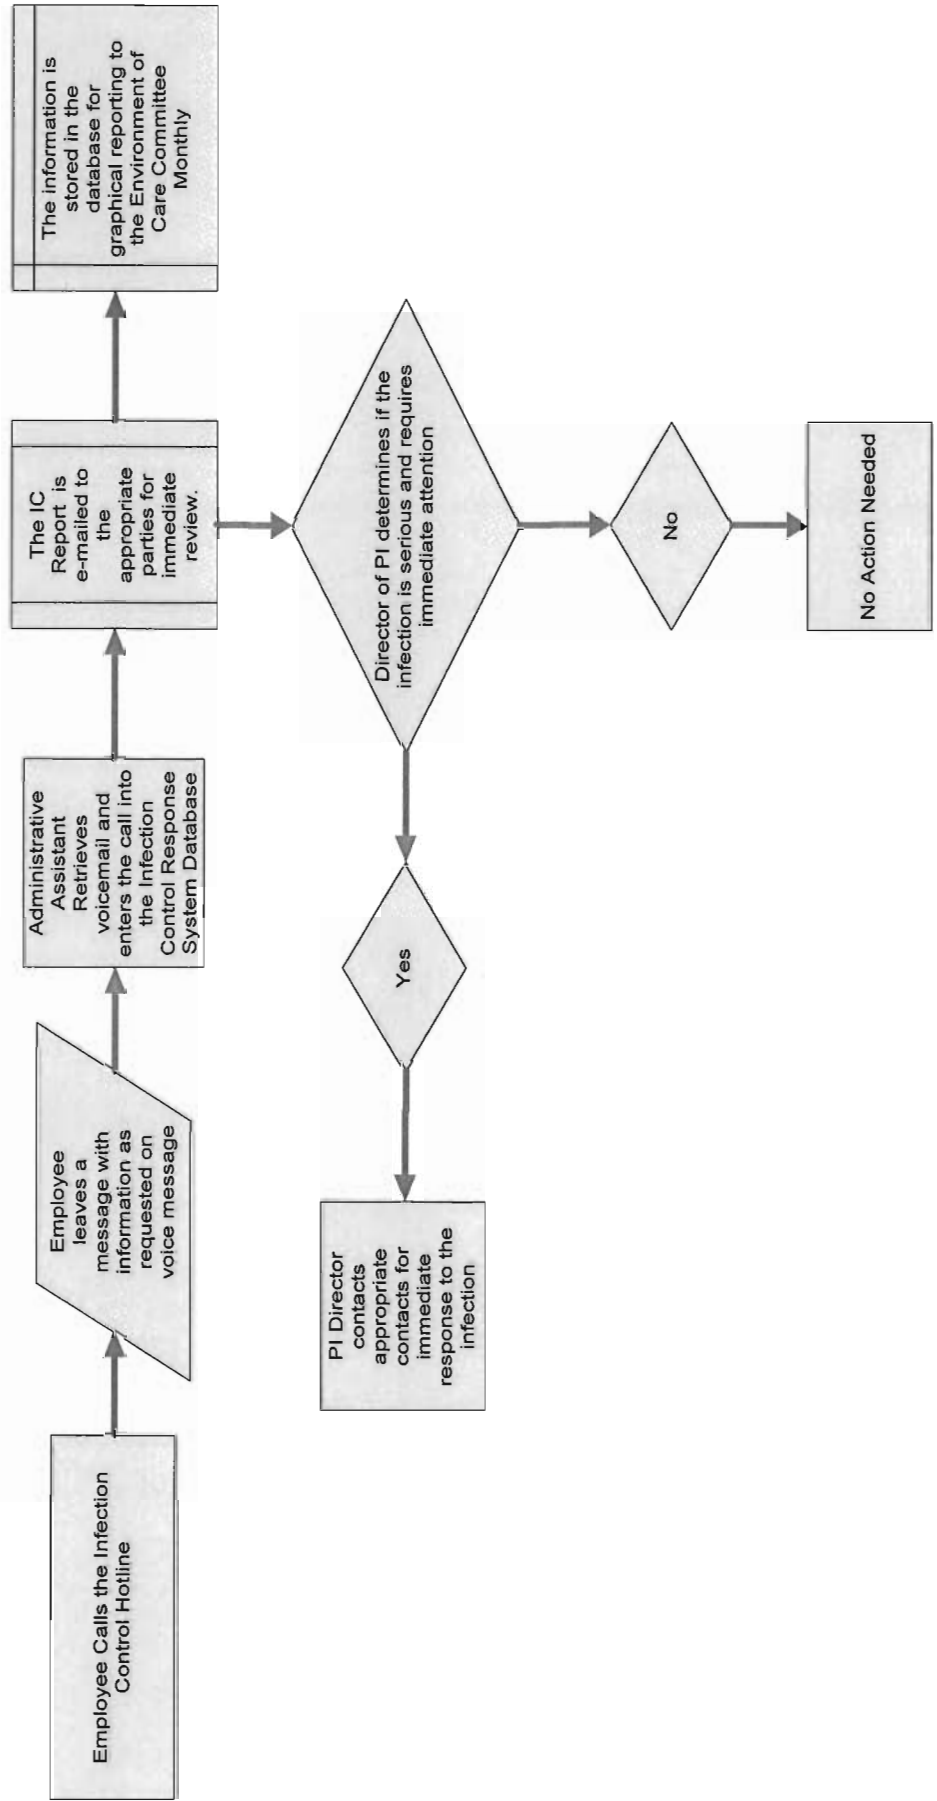 Employee Calls the Infection
Control Hotline
Employee
leaves a
message with
information as
requested on
voice message
Administrative
Assistant
Retrieves
voicemail and
enters the call into
the Infection
Control Response
System Database
The IC
Report is
e-mailed to
the
appropriate
parties for
immediate
review.
The information is
stored in the
database for
graphical reporting to
the Environment of
Care Committee
Monthly
Director of PI determines if the
infection is serious and requires
immediate attention
Yes
PI Director
contacts
appropriate
contacts for
immediate
response to the
infection
No
No Action Needed